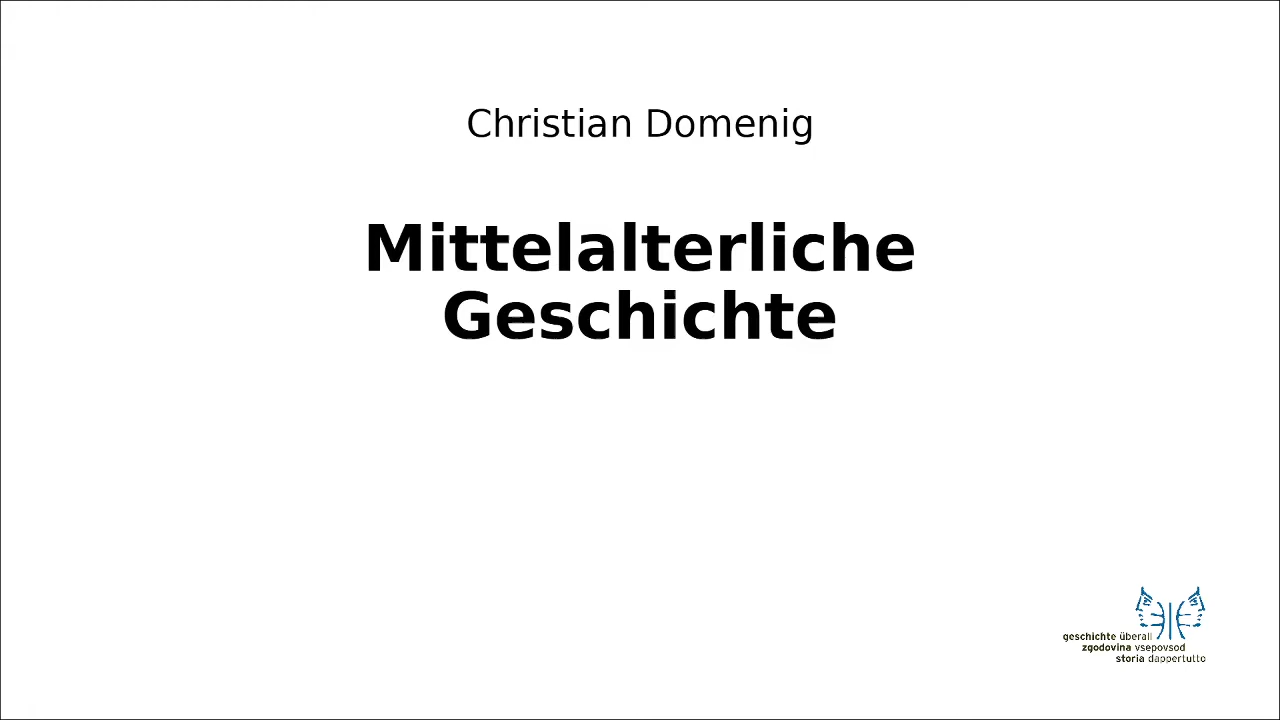 Christian Domenig
Mittelalterliche
Geschichte
geschichte überall
zgodovina vsepovsod
storia dappertutto